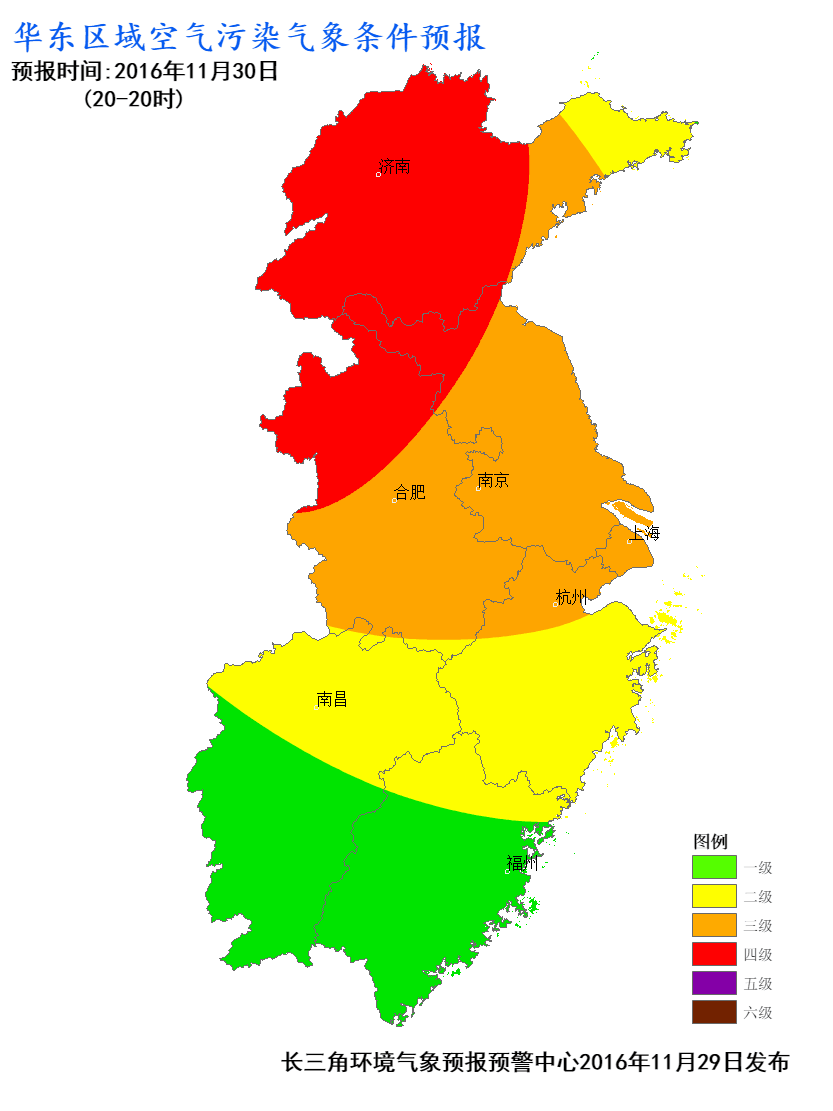 华东区域空气污染气象条件预报
预报时间:2016年11月30日
(20-20时)
济南
南京
合肥
上海
杭州
南昌
福州
图例
一级
二级
三级
四级
五级
六级
长三角环境气象预报预警中心2016年11月29日发布